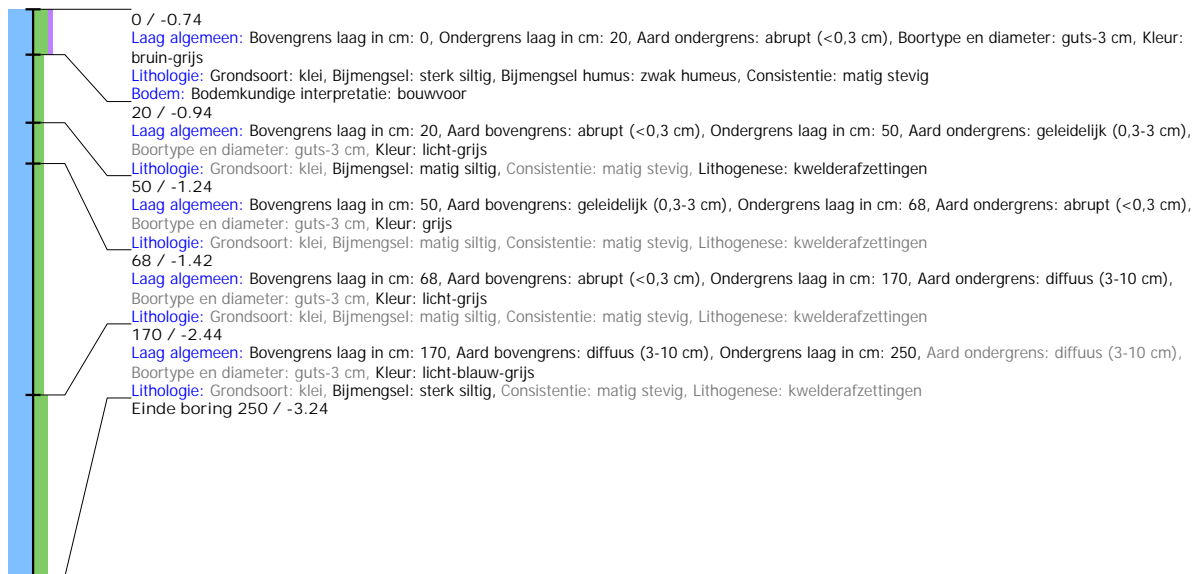 0 / -0.74
Laag algemeen: Bovengrens laag in cm: 0, Ondergrens laag in cm: 20, Aard ondergrens: abrupt (<0,3 cm), Boortype en diameter: guts-3 cm, Kleur:
bruin-grijs
Lithologie: Grondsoort: klei, Bijmengsel: sterk siltig, Bijmengsel humus: zwak humeus, Consistentie: matig stevig
Bodem: Bodemkundige interpretatie: bouwvoor
20 / -0.94
Laag algemeen: Bovengrens laag in cm: 20, Aard bovengrens: abrupt (<0,3 cm), Ondergrens laag in cm: 50, Aard ondergrens: geleidelijk (0,3-3 cm),
Boortype en diameter: guts-3 cm, Kleur: licht-grijs
Lithologie: Grondsoort: klei, Bijmengsel: matig siltig, Consistentie: matig stevig, Lithogenese: kwelderafzettingen
50 / -1.24
Laag algemeen: Bovengrens laag in cm: 50, Aard bovengrens: geleidelijk (0,3-3 cm), Ondergrens laag in cm: 68, Aard ondergrens: abrupt (<0,3 cm),
Boortype en diameter: guts-3 cm, Kleur: grijs
Lithologie: Grondsoort: klei, Bijmengsel: matig siltig, Consistentie: matig stevig, Lithogenese: kwelderafzettingen
68 / -1.42
Laag algemeen: Bovengrens laag in cm: 68, Aard bovengrens: abrupt (<0,3 cm), Ondergrens laag in cm: 170, Aard ondergrens: diffuus (3-10 cm),
Boortype en diameter: guts-3 cm, Kleur: licht-grijs
Lithologie: Grondsoort: klei, Bijmengsel: matig siltig, Consistentie: matig stevig, Lithogenese: kwelderafzettingen
170 / -2.44
Laag algemeen: Bovengrens laag in cm: 170, Aard bovengrens: diffuus (3-10 cm), Ondergrens laag in cm: 250, Aard ondergrens: diffuus (3-10 cm),
Boortype en diameter: guts-3 cm, Kleur: licht-blauw-grijs
Lithologie: Grondsoort: klei, Bijmengsel: sterk siltig, Consistentie: matig stevig, Lithogenese: kwelderafzettingen
Einde boring 250 / -3.24